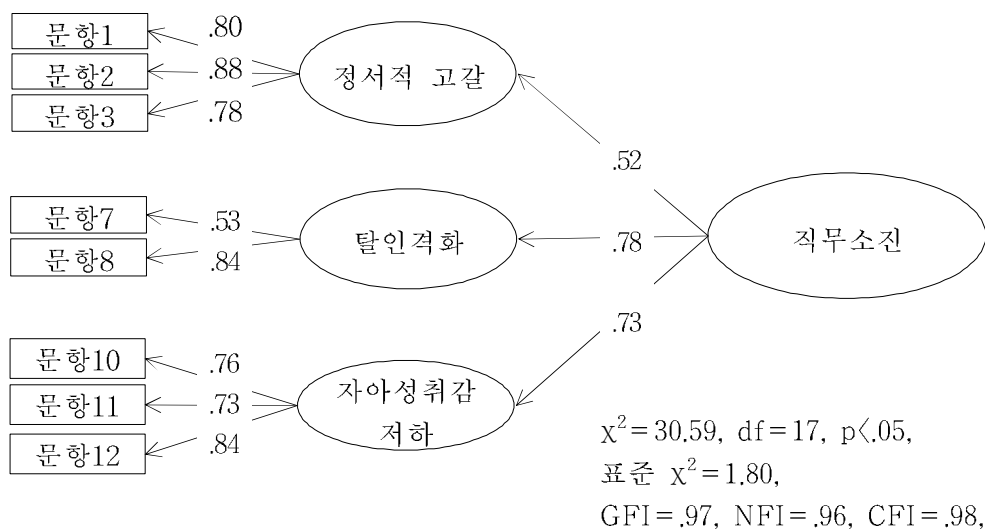 문항1
.80
문항2
.88
문항3
.78
정서적 고갈
.52
문항7
.53
문항8
.84
탈인격화
.78
직무소진
.73
문항10
.76
문항11
.73
문항12
.84
자아성취감
저하
χ²=30.59, df=17, p<.05,
표준 χ²=1.80,
GFI=.97, NFI=.96, CFI=.98,